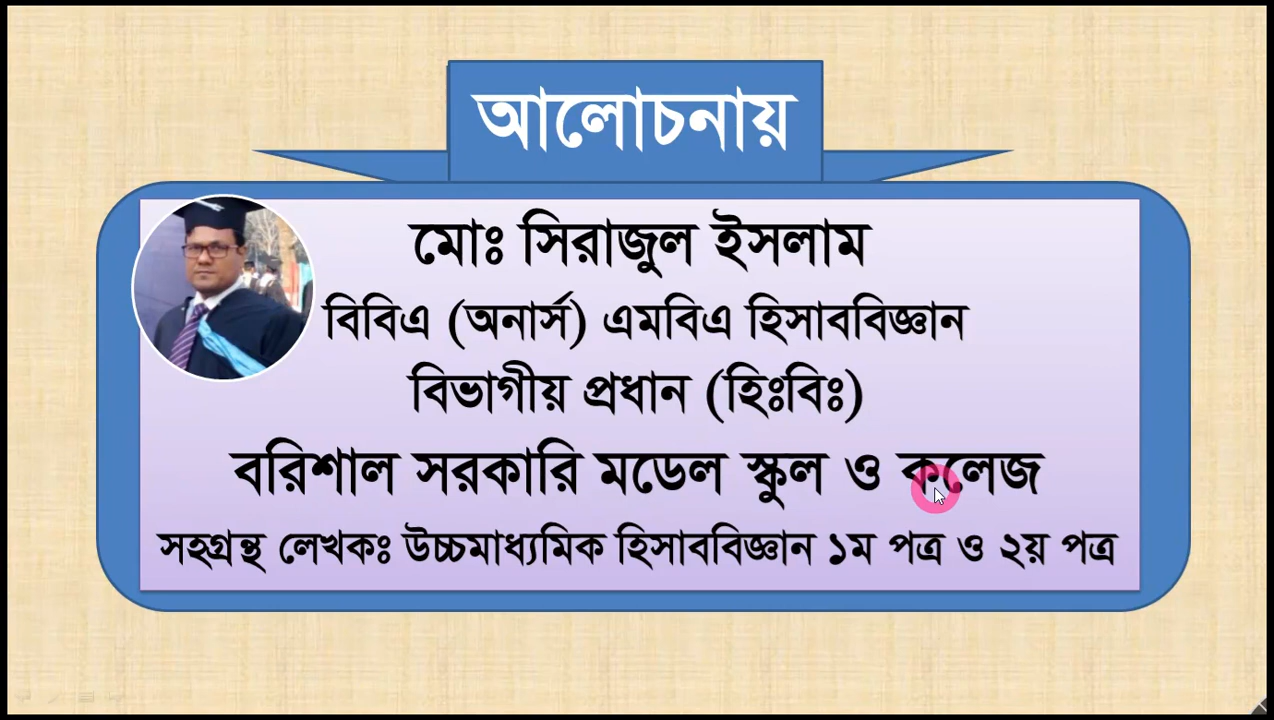 আলোচনায়
মোঃ সিরাজুল ইসলাম
বিবিএ (অনার্স) এমবিএ হিসাববিজ্ঞান
বিভাগীয় প্রধান (হিঃবিঃ)
বরিশাল সরকারি মডেল স্কুল ও কলেজ
সহগ্রন্থ লেখকঃ উচ্চমাধ্যমিক হিসাববিজ্ঞান ১ম পত্র ও ২য় পত্র